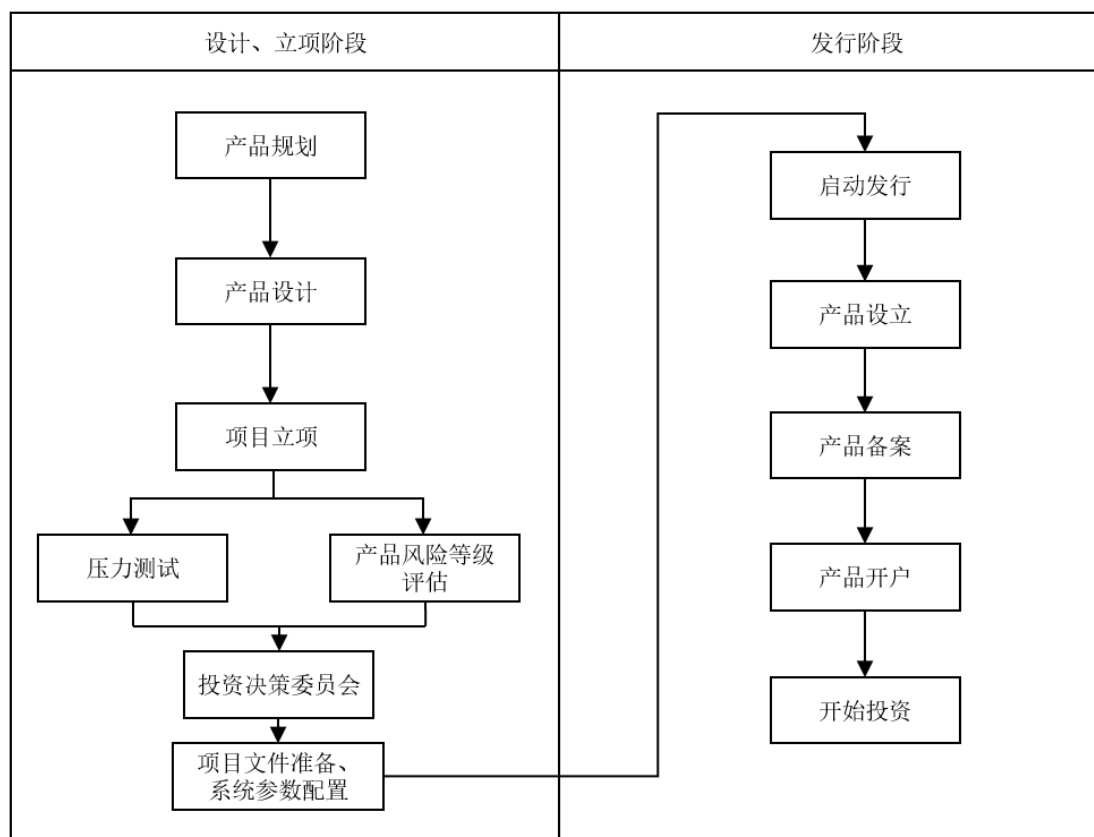 设计、立项阶段
发行阶段
产品规划
产品设计
项目立项
压力测试
产品风险等级
评估
投资决策委员会
项目文件准备、
系统参数配置
启动发行
产品设立
产品备案
产品开户
开始投资